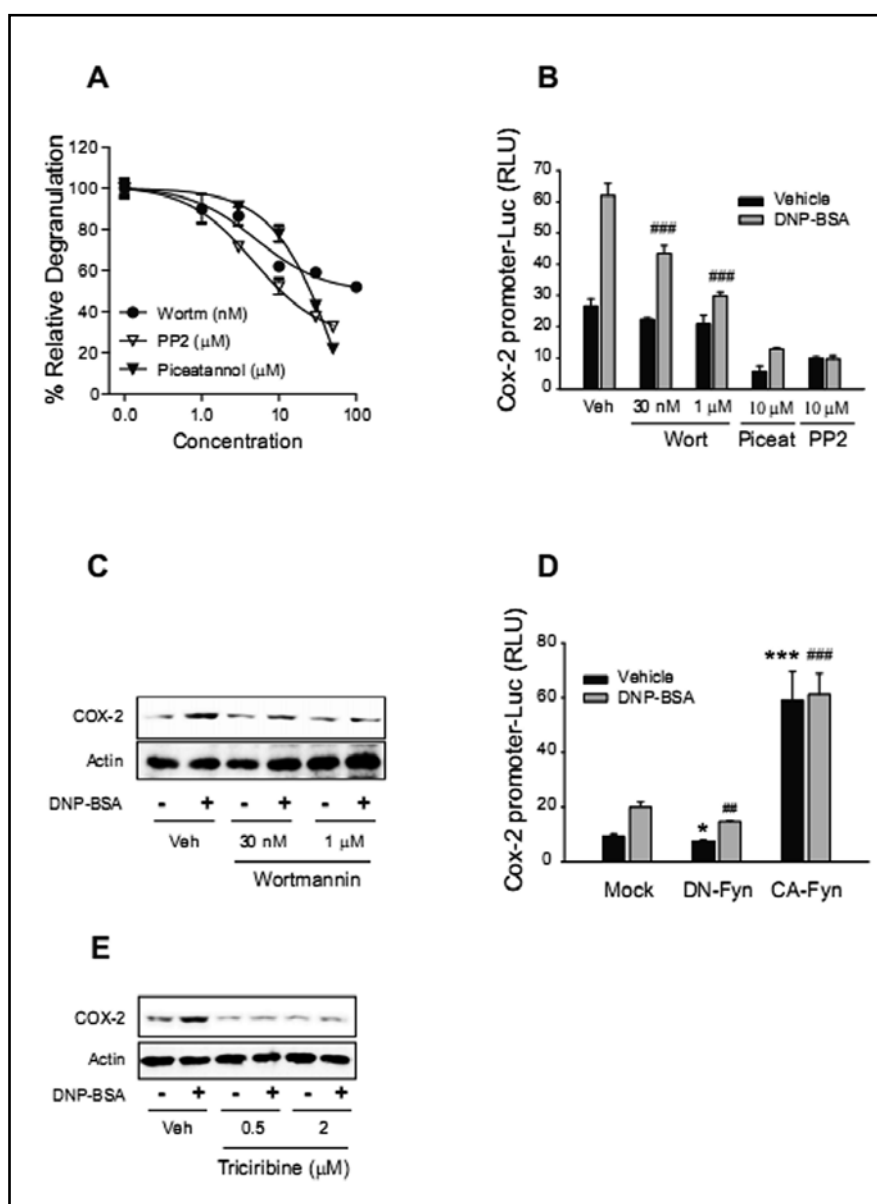 A
% Relative Degranulation
120
100
80
60
40
20
0
Wortm (nM)
PP2 (μM)
Piceatannol (μM)
0.0 1.0 10 100
Concentration
B
Cox-2 promoter-Luc (RLU)
70
60
50
40
30
20
10
0
Vehicle
DNP-BSA
###
###
Veh 30 nM 1 μM 10 μM 10 μM
Wort Piceat PP2
C
COX-2
Actin
DNP-BSA - + - + - +
Veh 30 nM 1 μM
Wortmannin
D
Cox-2 promoter-Luc (RLU)
80
60
40
20
0
Vehicle
DNP-BSA
*** ###
* ##
Mock DN-Fyn CA-Fyn
E
COX-2
Actin
DNP-BSA - + - + - +
Veh 0.5 2
Triciribine (μM)